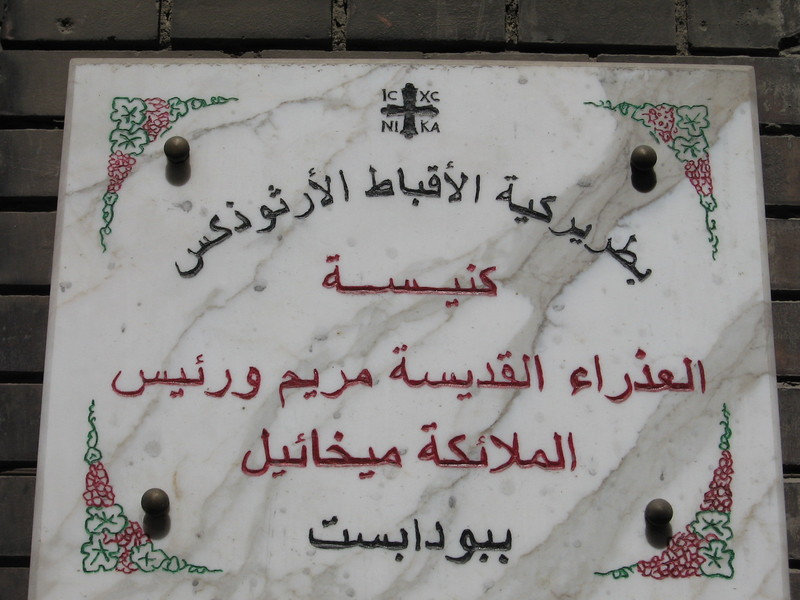 IC XC
NI KA
بطريركية الأقباط الأرثوذكس
كنيسة
العذراء القديسة مريم ورئيس
الملائكة ميخائيل
ببودابست